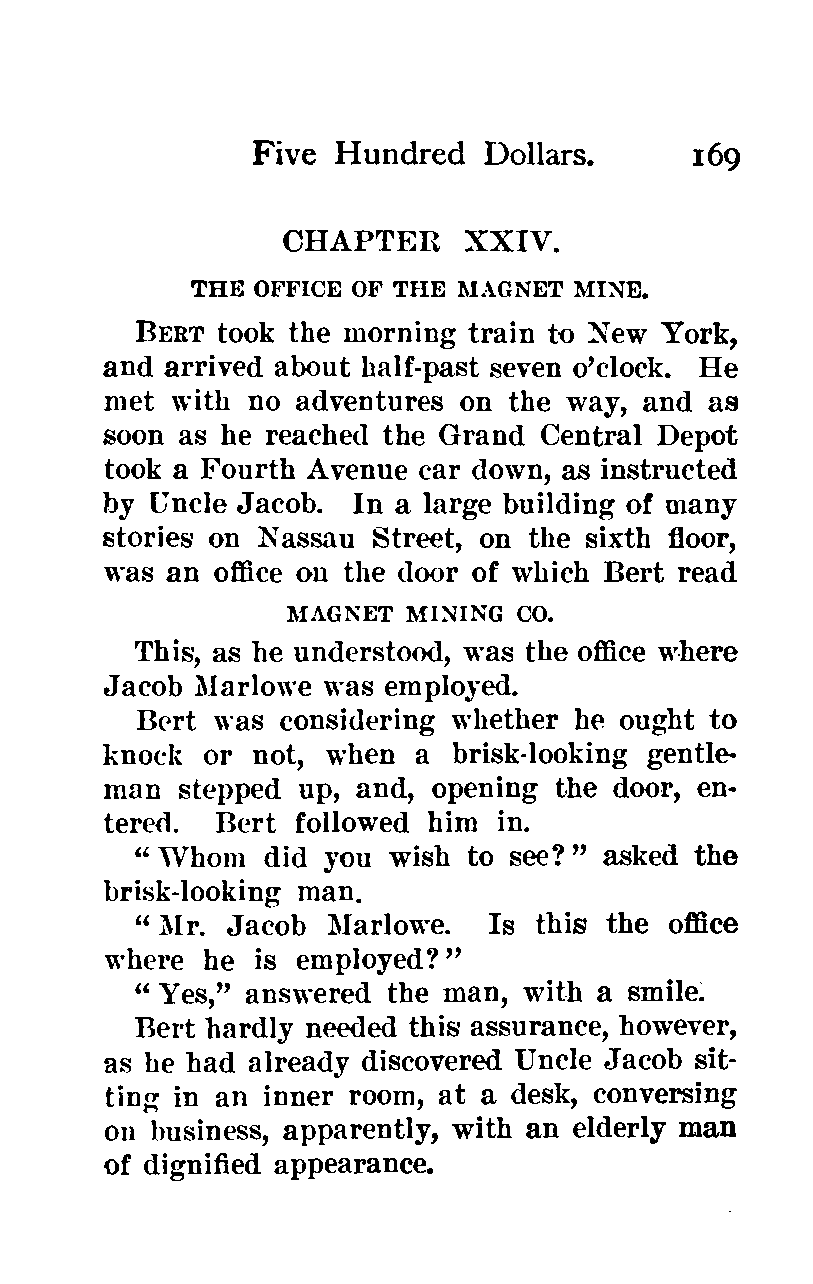 Five Hundred Dollars. 169
CHAPTER XXIV.
THE OFFICE OF THE MAGNET MINE.
BERT took the morning train to New York,
and arrived about half-past seven o’clock. He
met with no adventures on the way, and as
soon as he reached the Grand Central Depot
took a Fourth Avenue car down, as instructed
by Uncle Jacob. In a large building of many
stories on Nassau Street, on the sixth floor,
was an office on the door of which Bert read
MAGNET MINING CO.
This, as he understood, was the office where
Jacob Marlowe was employed.
Bert was considering whether he ought to
knock or not, when a brisk-looking gentle-
man stepped up, and, opening the door, en-
tered. Bert followed him in.
“Whom did you wish to see?” asked the
brisk-looking man.
“Mr. Jacob Marlowe. Is this the office
where he is employed?”
“Yes,” answered the man, with a smile.
Bert hardly needed this assurance, however,
as he had already discovered Uncle Jacob sit-
ting in an inner room, at a desk, conversing
on business, apparently, with an elderly man
of dignified appearance.